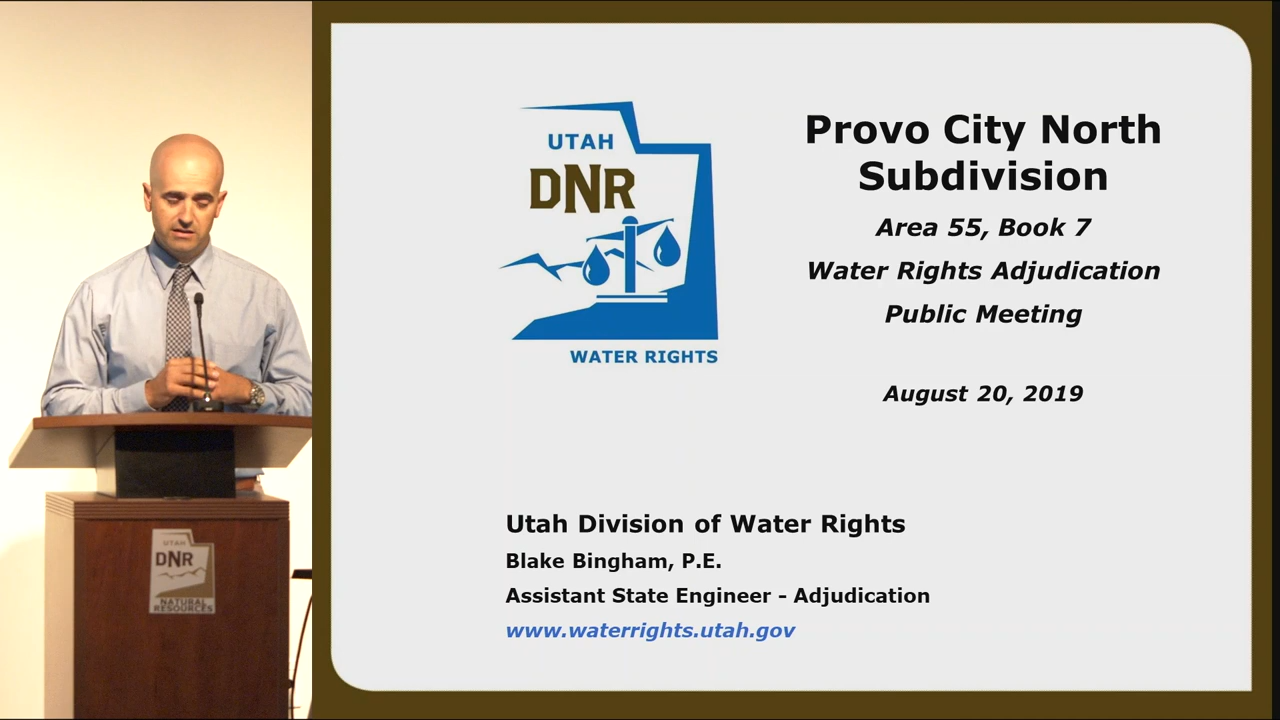 UTAH
DNR
WATER RIGHTS
Provo City North
Subdivision
Area 55, Book 7
Water Rights Adjudication
Public Meeting
August 20, 2019
Utah Division of Water Rights
Blake Bingham, P.E.
Assistant State Engineer - Adjudication
www.waterrights.utah.gov
UTAH
DNR
NATURAL
RESOURCES